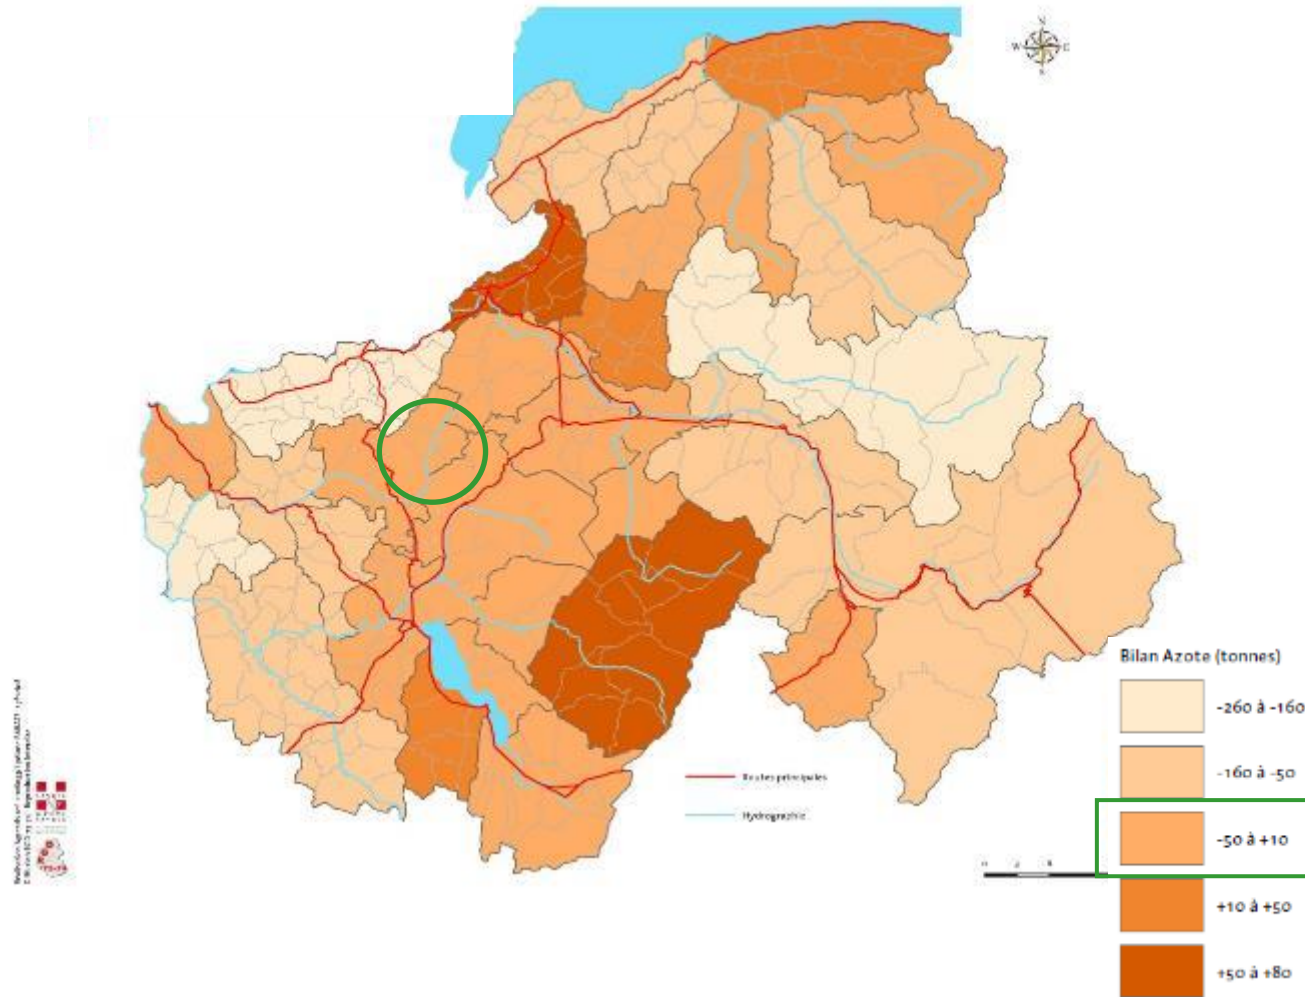 N
W E
S
Bilan Azote (tonnes)
-260 à -160
-160 à -50
-50 à +10
+10 à +50
+50 à +80
Routes principales
Hydrographie